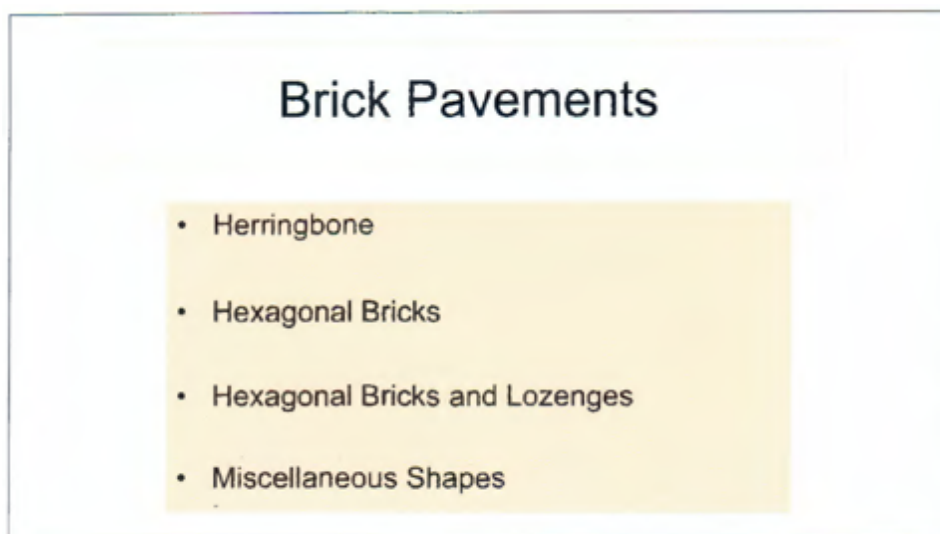 Brick Pavements
• Herringbone
• Hexagonal Bricks
• Hexagonal Bricks and Lozenges
• Miscellaneous Shapes